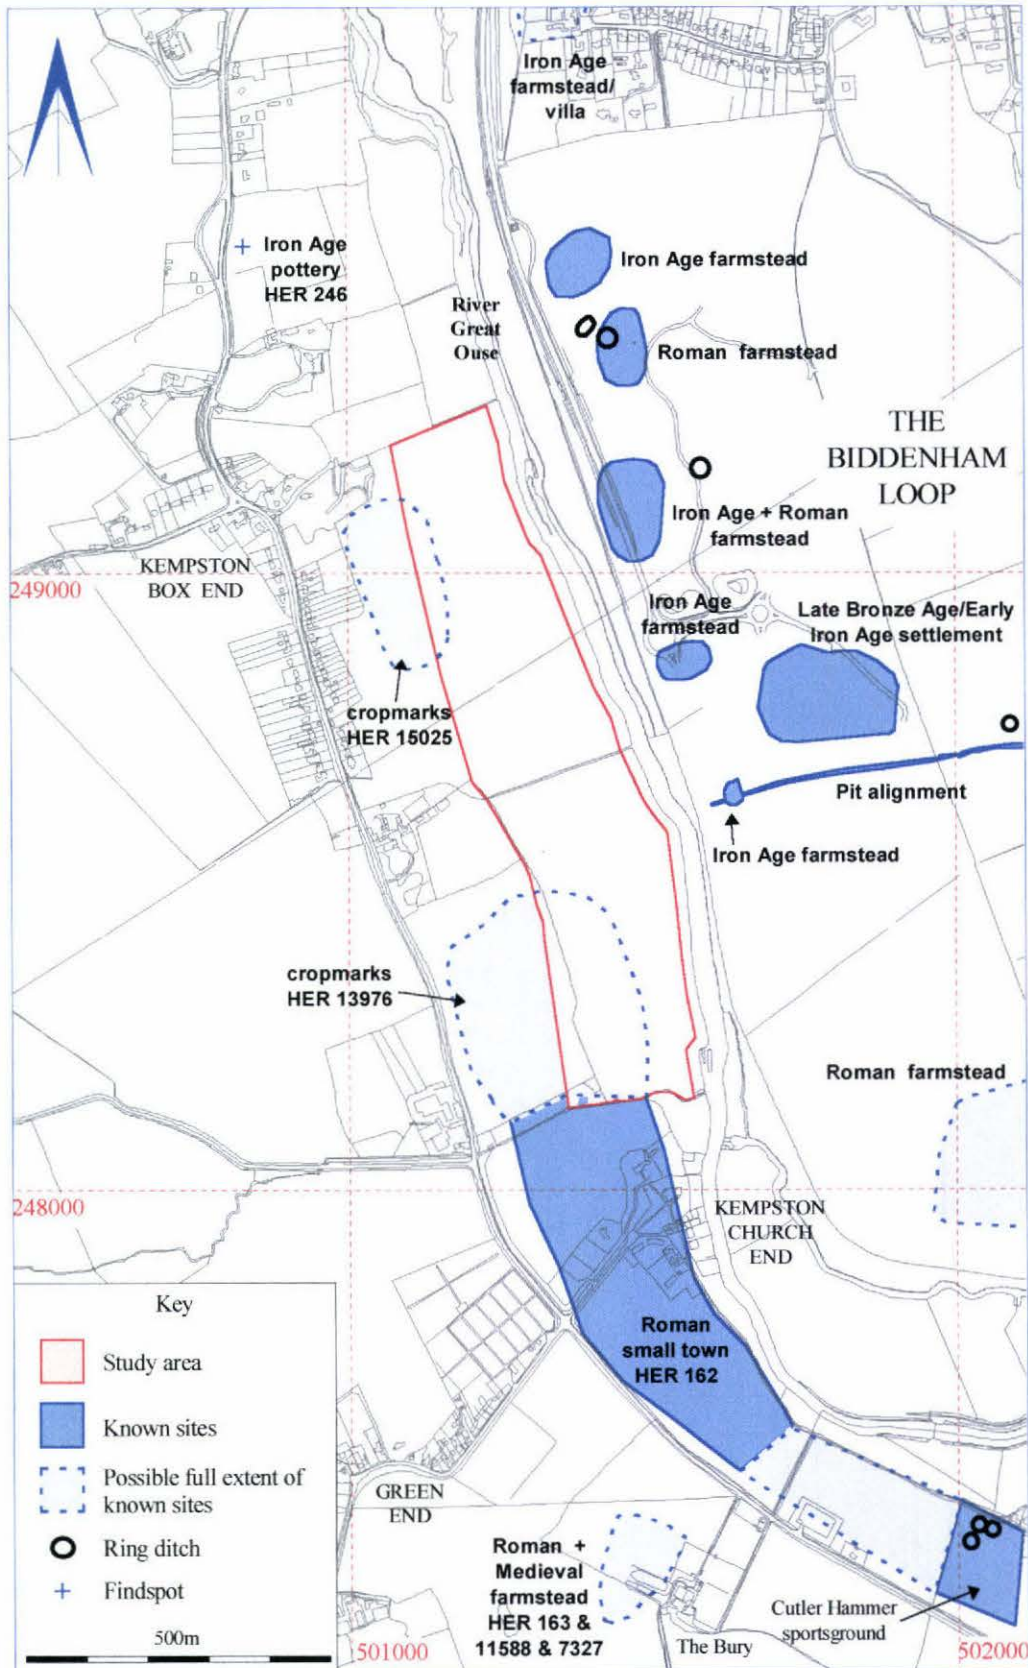 Iron Age
farmstead/
villa
Iron Age
pottery
HER 246
Iron Age farmstead
River
Great
Ouse
Roman farmstead
THE
BIDDENHAM
LOOP
Iron Age + Roman
farmstead
KEMPSTON
BOX END
249000
Iron Age
farmstead
Late Bronze Age/Early
Iron Age settlement
cropmarks
HER 15025
Pit alignment
Iron Age farmstead
cropmarks
HER 13976
Roman farmstead
248000
KEMPSTON
CHURCH
END
Roman
small town
HER 162
Key
Study area
Known sites
Possible full extent of
known sites
Ring ditch
Findspot
500m
GREEN
END
Roman +
Medieval
farmstead
HER 163 &
11588 & 7327
The Bury
Cutler Hammer
sportsground
501000
502000